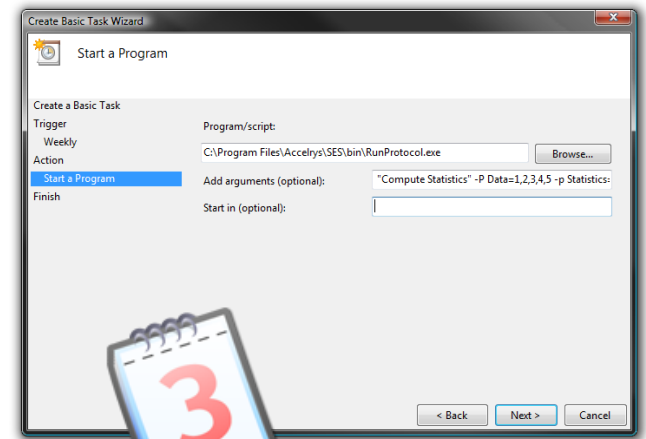 Create Basic Task Wizard
Start a Program
Create a Basic Task
Trigger
Weekly
Action
Start a Program
Finish
Program/script:
C:\Program Files\Accelrys\SES\bin\RunProtocol.exe
Browse...
Add arguments (optional):
"Compute Statistics" -P Data=1,2,3,4,5 -p Statistics:
Start in (optional):
3
< Back
Next >
Cancel